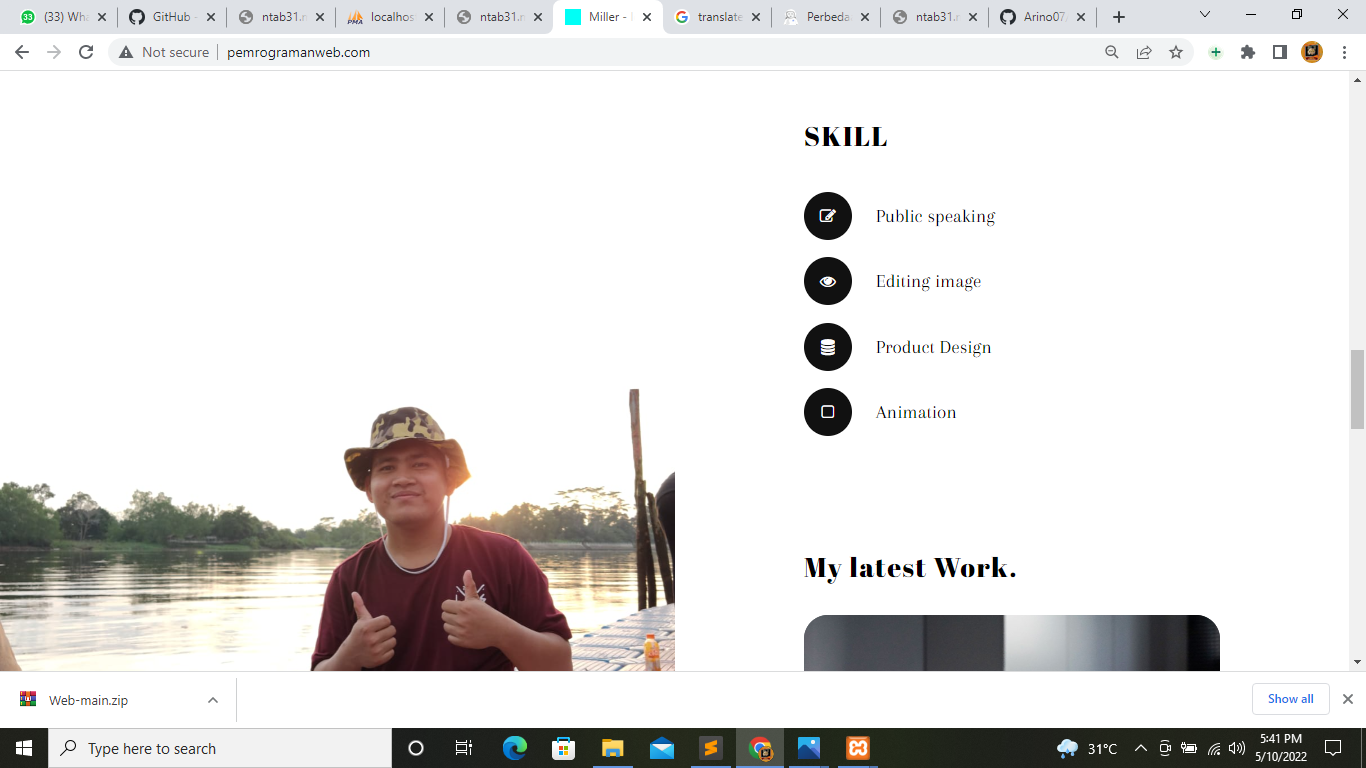 (33) Wha
GitHub -
ntab31.r
localhos
ntab31.r
Miller -
translate
Perbeda
ntab31.r
Arino07
Not secure
pemrogramanweb.com
SKILL
Public speaking
Editing image
Product Design
Animation
My latest Work.
Web-main.zip
Show all
Type here to search
31°C
5:41 PM
5/10/2022